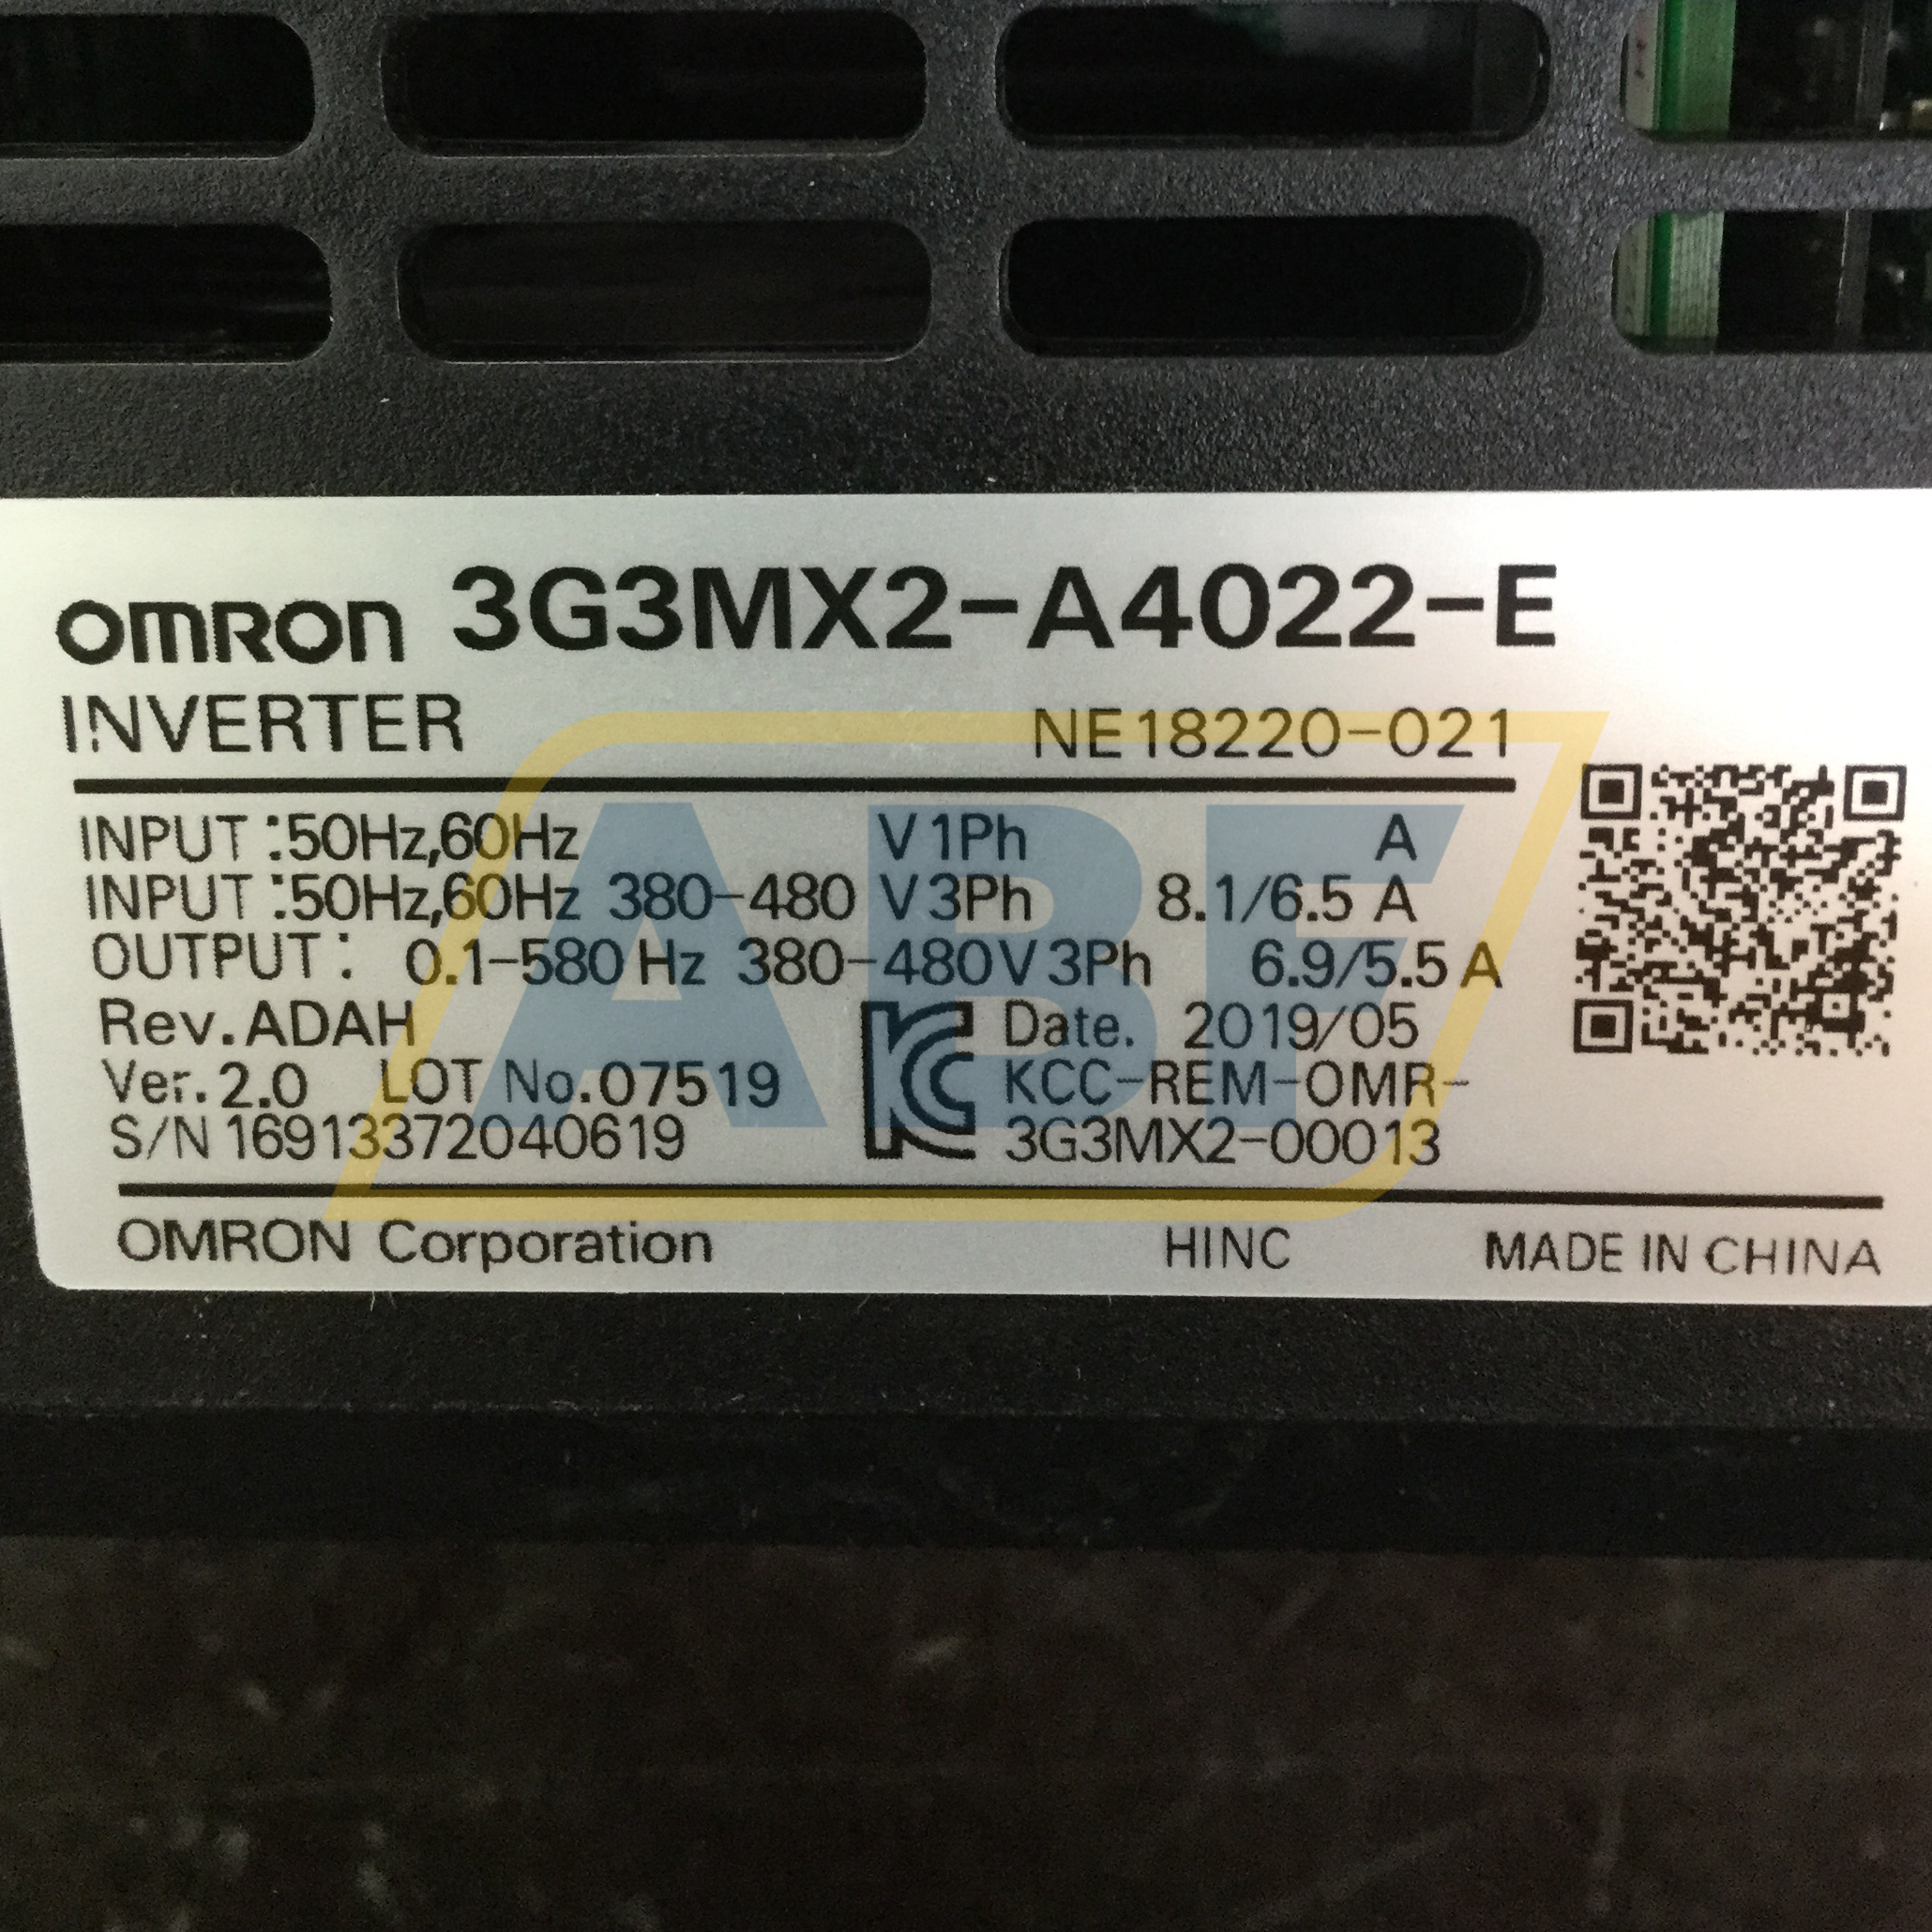 OMRON 3G3MX2-A4022-E
INVERTER NE18220-021
INPUT :50Hz,60Hz V 1Ph A
INPUT :50Hz,60Hz 380-480 V 3Ph 8.1/6.5 A
OUTPUT: 0.1-580 Hz 380-480V 3Ph 6.9/5.5 A
Rev.ADAH Date. 2019/05
Ver.2.0 LOT No.07519 KCC-REM-OMR-
S/N 16913372040619 3G3MX2-00013
OMRON Corporation HINC MADE IN CHINA
ABF